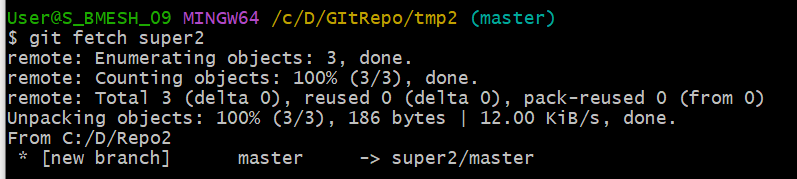 User@S_BMESH_09 MINGW64 /c/D/GItRepo/tmp2 (master)
$ git fetch super2
remote: Enumerating objects: 3, done.
remote: Counting objects: 100% (3/3), done.
remote: Total 3 (delta 0), reused 0 (delta 0), pack-reused 0 (from 0)
Unpacking objects: 100% (3/3), 186 bytes | 12.00 KiB/s, done.
From C:/D/Repo2
 * [new branch]      master     -> super2/master